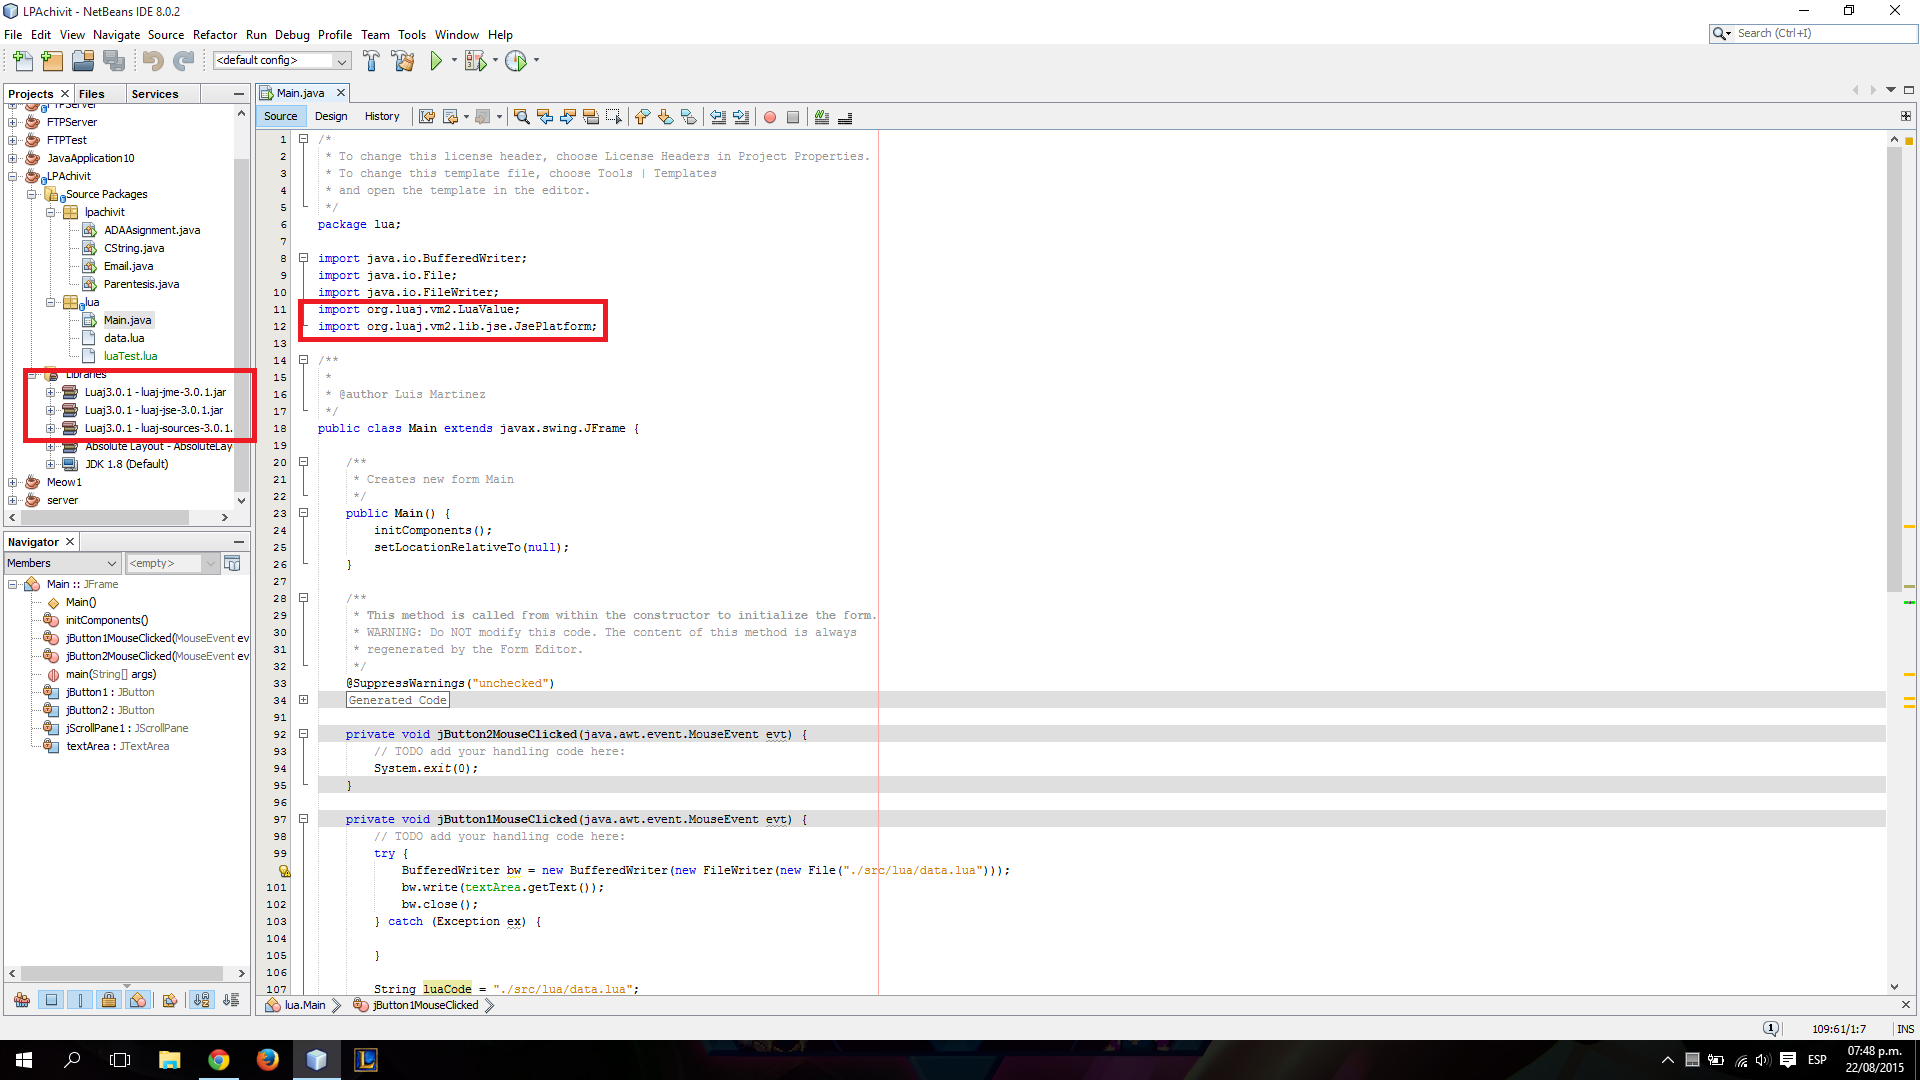 LPAchivit - NetBeans IDE 8.0.2
File Edit View Navigate Source Refactor Run Debug Profile Team Tools Window Help
Search (Ctrl+I)
<default config>
Projects Files Services
FTPServer
FTPServer
FTPTest
JavaApplication10
LPAchivit
Source Packages
lpachivit
ADAAsignment.java
CString.java
Email.java
Parentesis.java
lua
Main.java
data.lua
luaTest.lua
Libraries
Luaj3.0.1 - luaj-jme-3.0.1.jar
Luaj3.0.1 - luaj-jse-3.0.1.jar
Luaj3.0.1 - luaj-sources-3.0.1.
Absolute Layout - AbsoluteLay
JDK 1.8 (Default)
Meow1
server
Navigator
Members <empty>
Main :: JFrame
Main()
initComponents()
jButton1MouseClicked(MouseEvent ev
jButton2MouseClicked(MouseEvent ev
main(String[] args)
jButton1 : JButton
jButton2 : JButton
jScrollPane1 : JScrollPane
textArea : JTextArea
Main.java
Source Design History
1 /*
2 * To change this license header, choose License Headers in Project Properties.
3 * To change this template file, choose Tools | Templates
4 * and open the template in the editor.
5 */
6 package lua;
7
8 import java.io.BufferedWriter;
9 import java.io.File;
10 import java.io.FileWriter;
11 import org.luaj.vm2.LuaValue;
12 import org.luaj.vm2.lib.jse.JsePlatform;
13
14 /**
15 *
16 * @author Luis Martinez
17 */
18 public class Main extends javax.swing.JFrame {
19
20 /**
21 * Creates new form Main
22 */
23 public Main() {
24 initComponents();
25 setLocationRelativeTo(null);
26 }
27
28 /**
29 * This method is called from within the constructor to initialize the form.
30 * WARNING: Do NOT modify this code. The content of this method is always
31 * regenerated by the Form Editor.
32 */
33 @SuppressWarnings("unchecked")
34 Generated Code
91
92 private void jButton2MouseClicked(java.awt.event.MouseEvent evt) {
93 // TODO add your handling code here:
94 System.exit(0);
95 }
96
97 private void jButton1MouseClicked(java.awt.event.MouseEvent evt) {
98 // TODO add your handling code here:
99 try {
BufferedWriter bw = new BufferedWriter(new FileWriter(new File("./src/lua/data.lua")));
101 bw.write(textArea.getText());
102 bw.close();
103 } catch (Exception ex) {
104
105 }
106
107 String luaCode = "./src/lua/data.lua";
lua.Main jButton1MouseClicked
1 109:61/1:7 INS
ESP 07:48 p.m.
22/08/2015